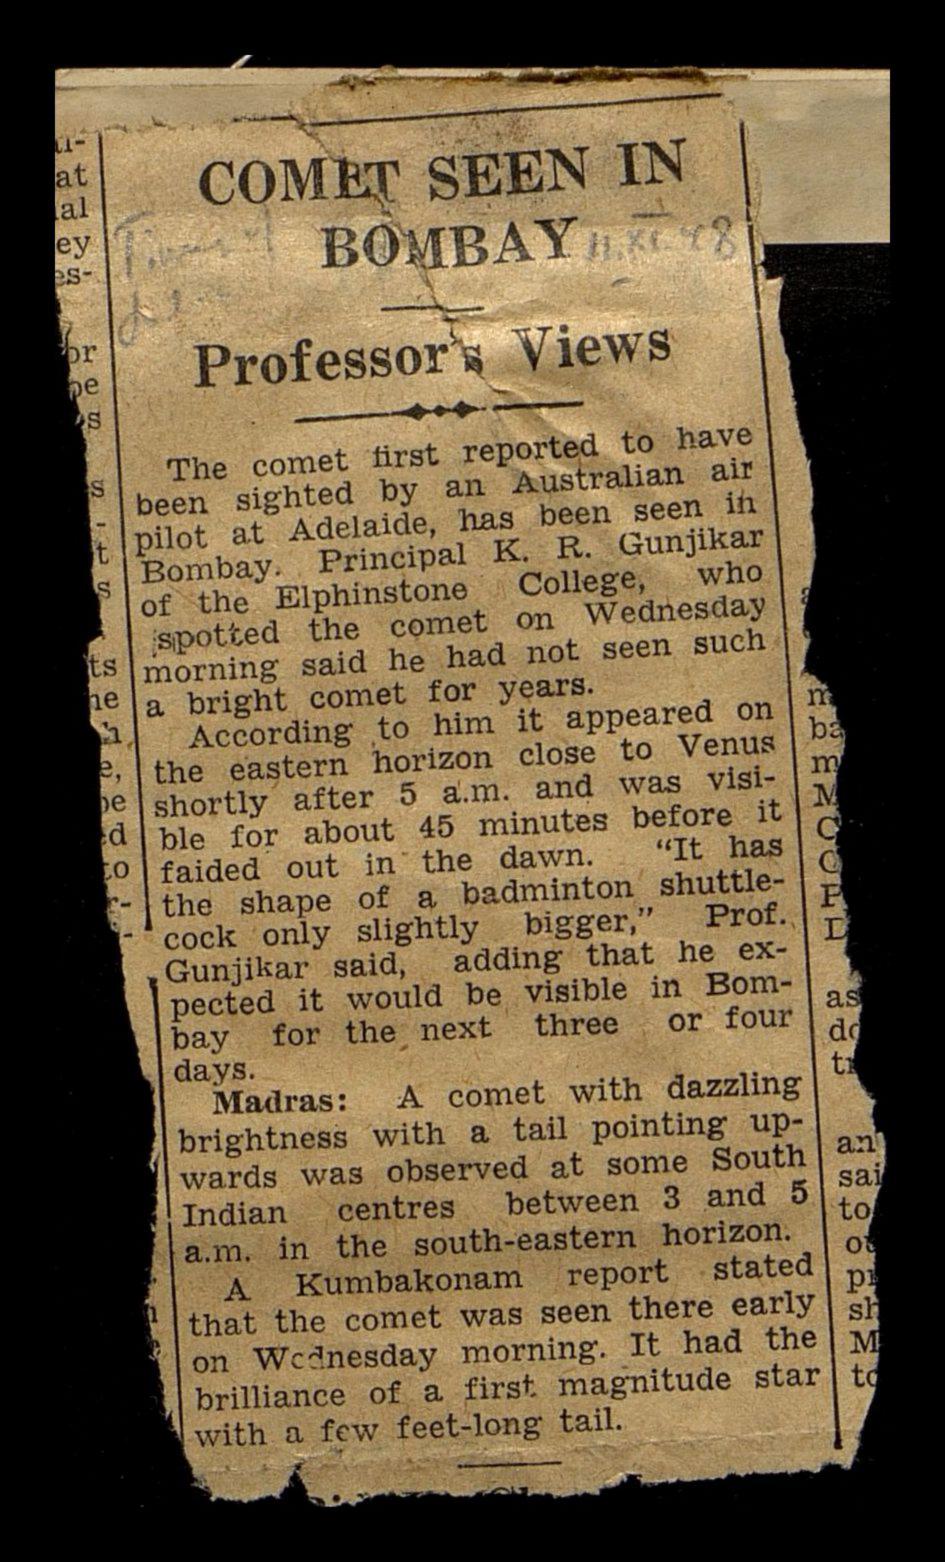 COMET SEEN IN
BOMBAY
Times of
11.XI.48
Professor's Views
The comet first reported to have
been sighted by an Australian air
pilot at Adelaide, has been seen in
Bombay. Principal K. R. Gunjikar
of the Elphinstone College, who
spotted the comet on Wednesday
morning said he had not seen such
a bright comet for years.
According to him it appeared on
the eastern horizon close to Venus
shortly after 5 a.m. and was visi-
ble for about 45 minutes before it
faided out in the dawn. "It has
the shape of a badminton shuttle-
cock only slightly bigger," Prof.
Gunjikar said, adding that he ex-
pected it would be visible in Bom-
bay for the next three or four
days.
Madras: A comet with dazzling
brightness with a tail pointing up-
wards was observed at some South
Indian centres between 3 and 5
a.m. in the south-eastern horizon.
A Kumbakonam report stated
that the comet was seen there early
on Wednesday morning. It had the
brilliance of a first magnitude star
with a few feet-long tail.